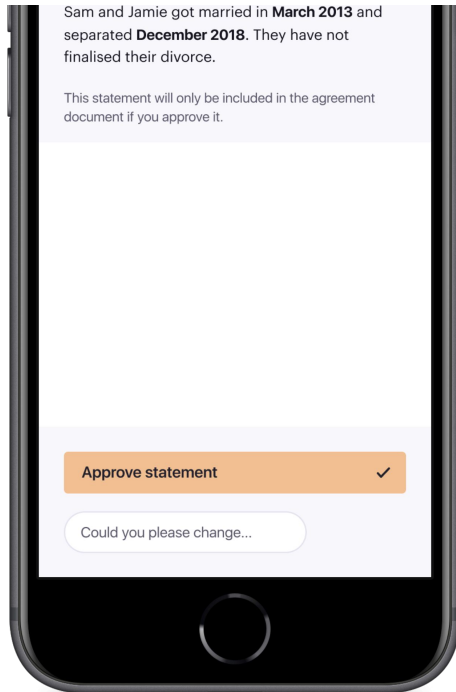 Sam and Jamie got married in March 2013 and
separated December 2018. They have not
finalised their divorce.
This statement will only be included in the agreement
document if you approve it.
Approve statement
Could you please change...